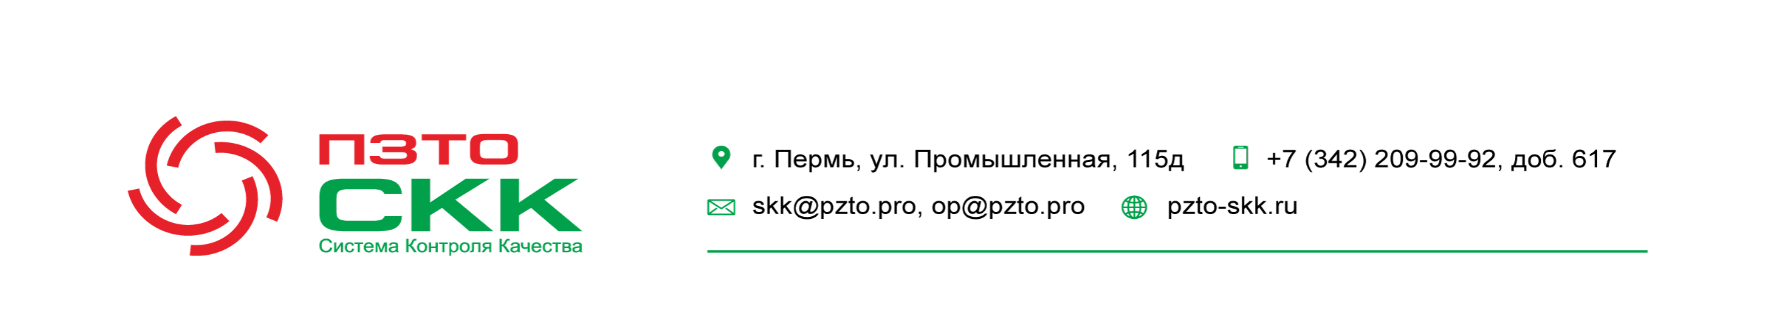 ПЗТО
СКК
Система Контроля Качества
г. Пермь, ул. Промышленная, 115д
+7 (342) 209-99-92, доб. 617
skk@pzto.pro, op@pzto.pro
pzto-skk.ru